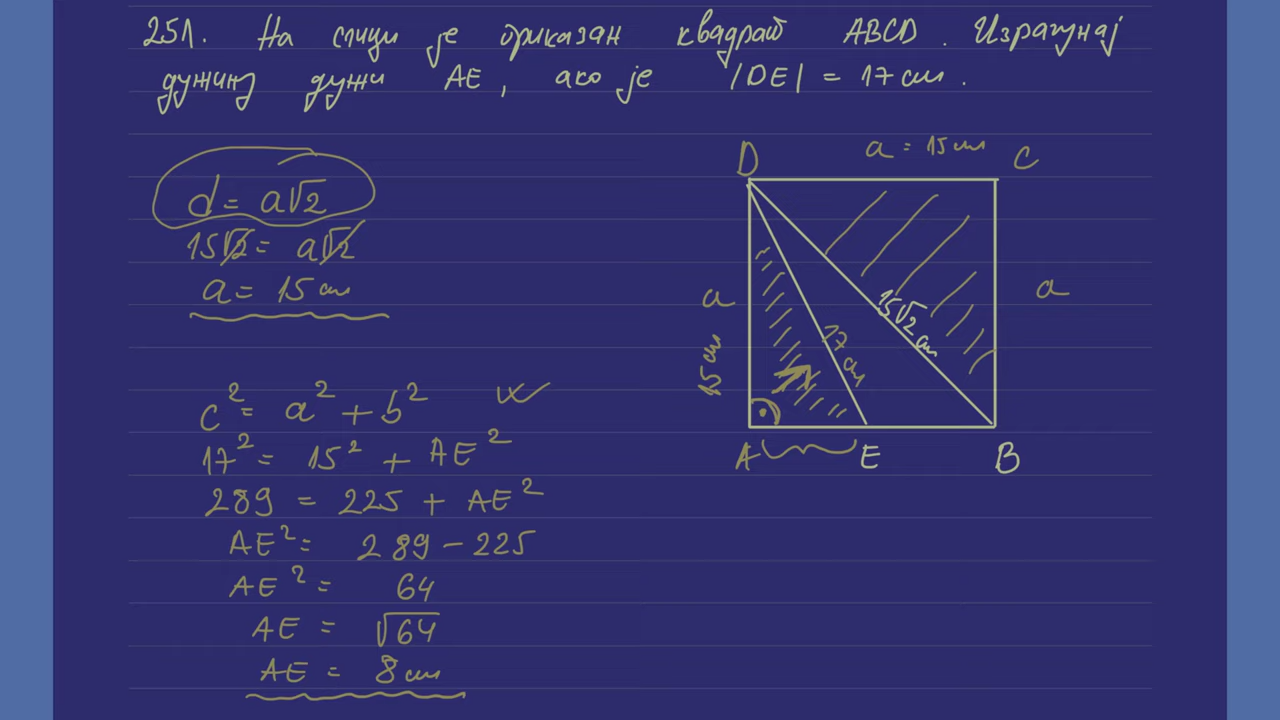 251. На слици је приказан квадрат ABCD. Израчунај
дужину дужи AE, ако је |DE| = 17 cm.
d = a√2
15√2 = a√2
a = 15 cm
c² = a² + b²
17² = 15² + AE²
289 = 225 + AE²
AE² = 289 - 225
AE² = 64
AE = √64
AE = 8 cm
D
a = 15 cm
C
a
15√2 cm
a
15 cm
17 cm
A
E
B